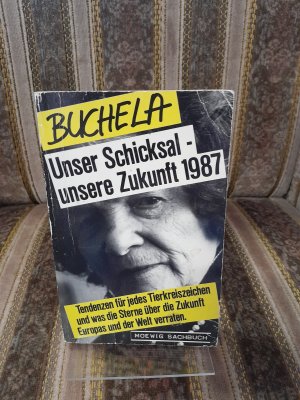 BUCHELA
Unser Schicksal -
unsere Zukunft 1987
Tendenzen für jedes Tierkreiszeichen
und was die Sterne über die Zukunft
Europas und der Welt verraten.
MOEWIG SACHBUCH